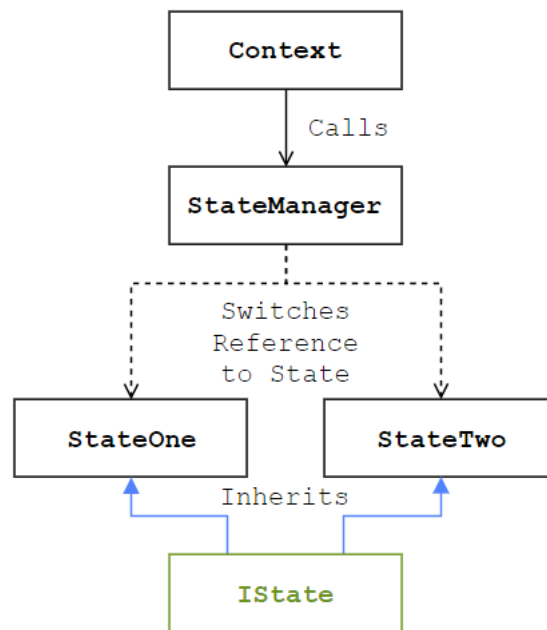 Context
Calls
StateManager
Switches
Reference
to State
StateOne
StateTwo
Inherits
IState